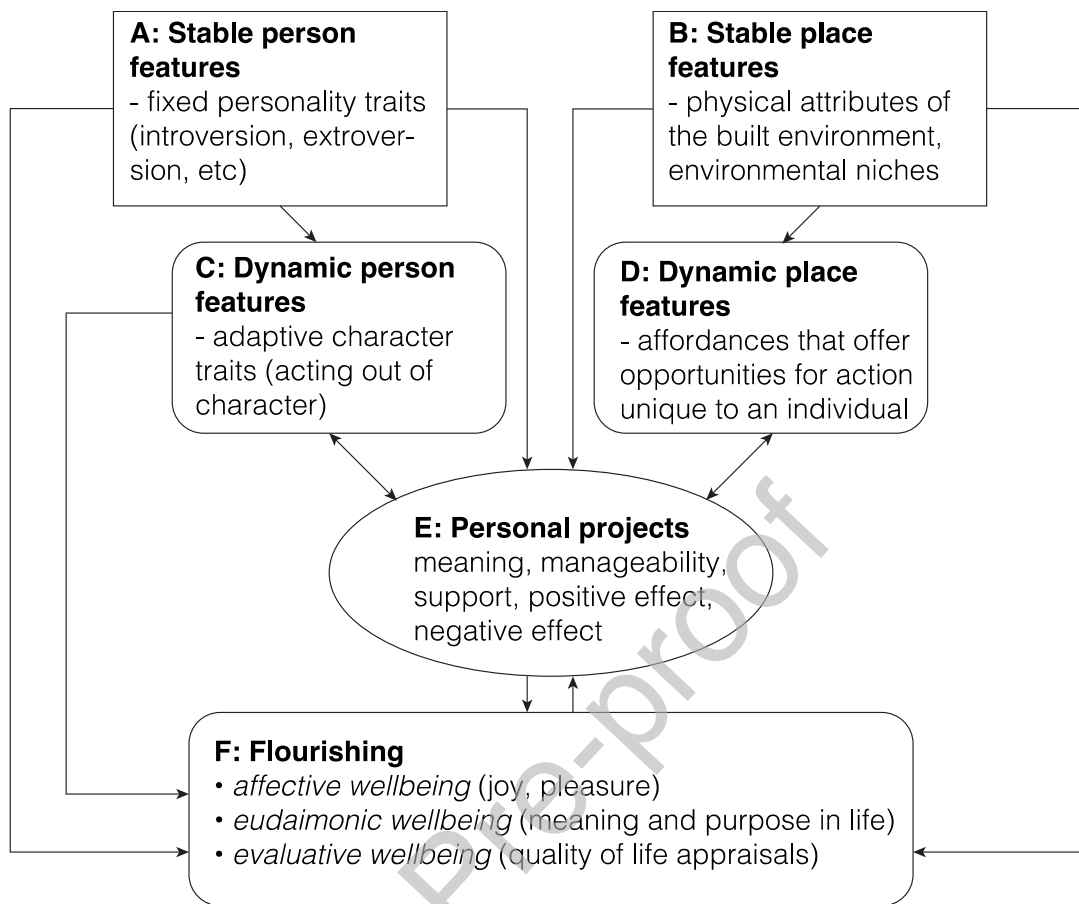 A: Stable person
features
- fixed personality traits
(introversion, extrover-
sion, etc)
B: Stable place
features
- physical attributes of
the built environment,
environmental niches
C: Dynamic person
features
- adaptive character
traits (acting out of
character)
D: Dynamic place
features
- affordances that offer
opportunities for action
unique to an individual
E: Personal projects
meaning, manageability,
support, positive effect,
negative effect
F: Flourishing
• affective wellbeing (joy, pleasure)
• eudaimonic wellbeing (meaning and purpose in life)
• evaluative wellbeing (quality of life appraisals)
Pre-proof